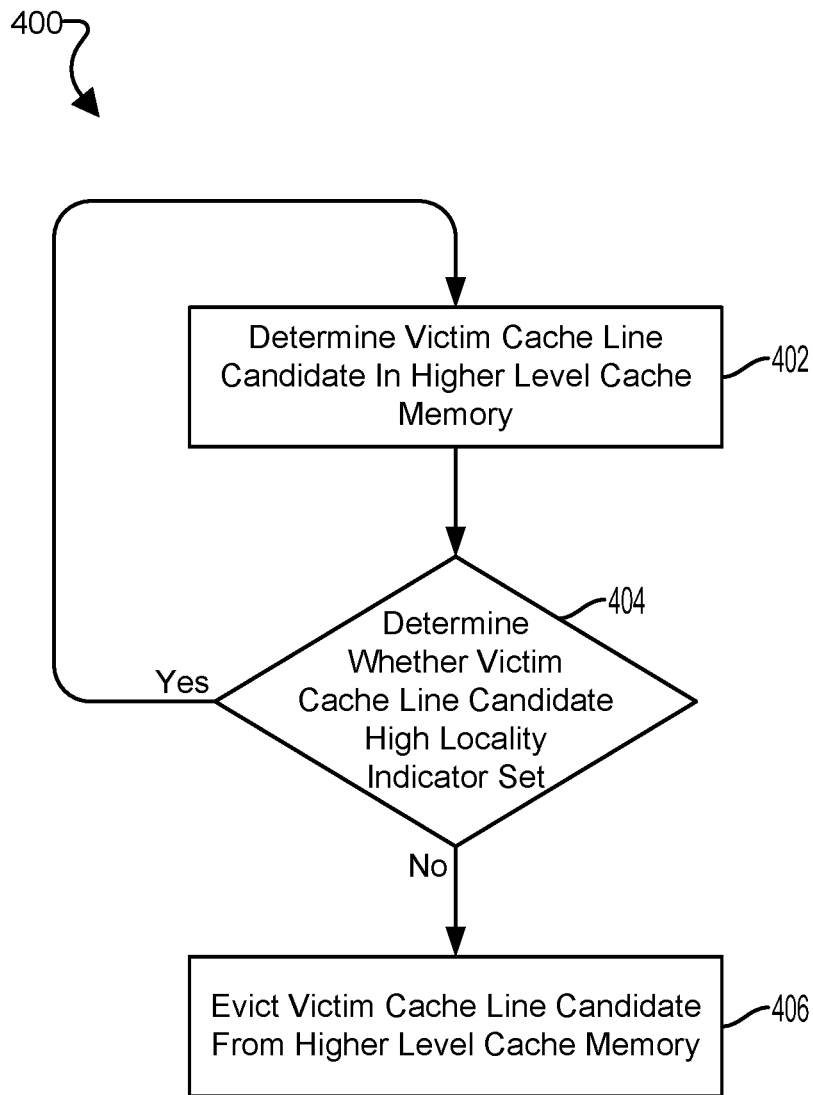 400
Determine Victim Cache Line
Candidate In Higher Level Cache
Memory
402
404
Determine
Whether Victim
Cache Line Candidate
High Locality
Indicator Set
Yes
No
Evict Victim Cache Line Candidate
From Higher Level Cache Memory
406